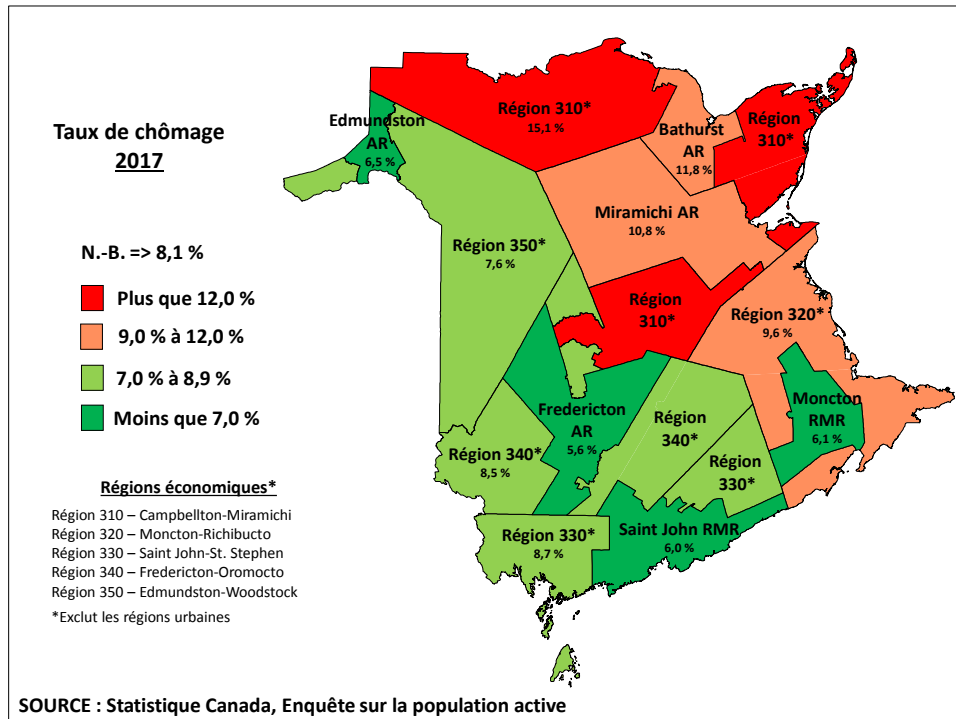 Taux de chômage
2017
N.-B. => 8,1 %
Plus que 12,0 %
9,0 % à 12,0 %
7,0 % à 8,9 %
Moins que 7,0 %
Régions économiques*
Région 310 – Campbellton-Miramichi
Région 320 – Moncton-Richibucto
Région 330 – Saint John-St. Stephen
Région 340 – Fredericton-Oromocto
Région 350 – Edmundston-Woodstock
*Exclut les régions urbaines
Région 310*
15,1 %
Edmundston
AR
6,5 %
Bathurst
AR
11,8 %
Région
310*
Miramichi AR
10,8 %
Région 350*
7,6 %
Région
310*
Région 320*
9,6 %
Moncton
RMR
6,1 %
Fredericton
AR
5,6 %
Région
340*
Région 340*
8,5 %
Région
330*
Région 330*
8,7 %
Saint John RMR
6,0 %
SOURCE : Statistique Canada, Enquête sur la population active